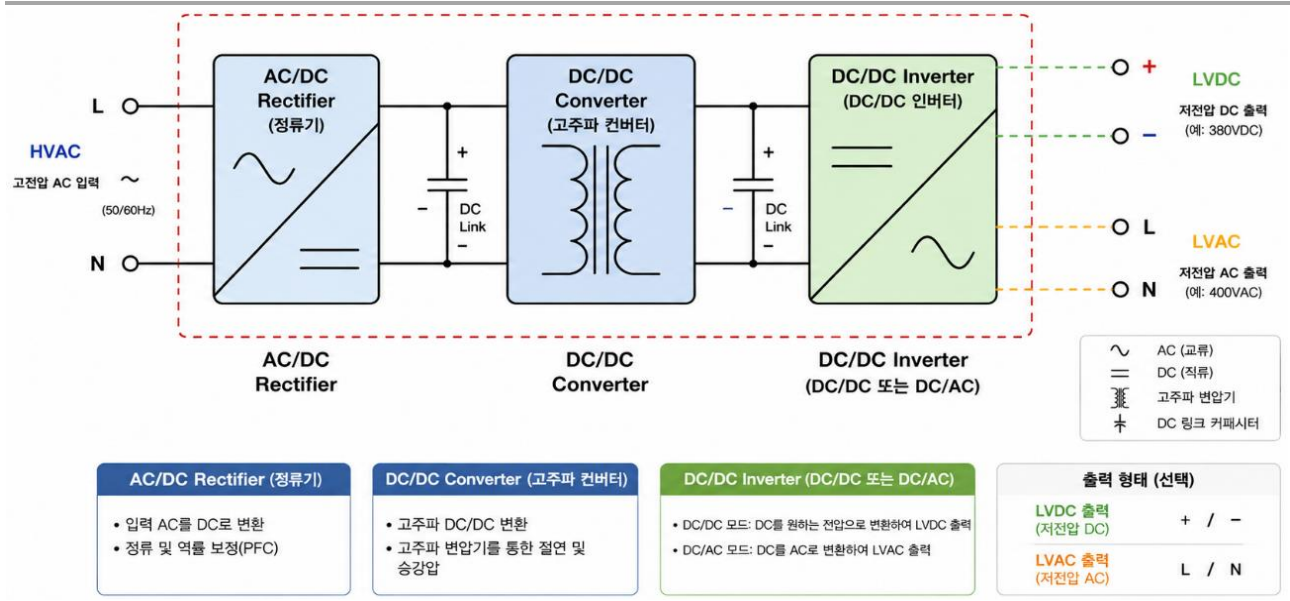 AC/DC
Rectifier
(정류기)
DC/DC
Converter
(고주파 컨버터)
DC/DC Inverter
(DC/DC 인버터)
L
HVAC
고전압 AC 입력
(50/60Hz)
N
+
−
DC
Link
−
+
−
DC
Link
−
+
−
LVDC
저전압 DC 출력
(예: 380VDC)
L
N
LVAC
저전압 AC 출력
(예: 400VAC)
AC/DC
Rectifier
DC/DC
Converter
DC/DC Inverter
(DC/DC 또는 DC/AC)
AC (교류)
DC (직류)
고주파 변압기
DC 링크 커패시터
AC/DC Rectifier (정류기)
• 입력 AC를 DC로 변환
• 정류 및 역률 보정(PFC)
DC/DC Converter (고주파 컨버터)
• 고주파 DC/DC 변환
• 고주파 변압기를 통한 절연 및
승강압
DC/DC Inverter (DC/DC 또는 DC/AC)
• DC/DC 모드: DC를 원하는 전압으로 변환하여 LVDC 출력
• DC/AC 모드: DC를 AC로 변환하여 LVAC 출력
출력 형태 (선택)
LVDC 출력
(저전압 DC)
+ / −
LVAC 출력
(저전압 AC)
L / N